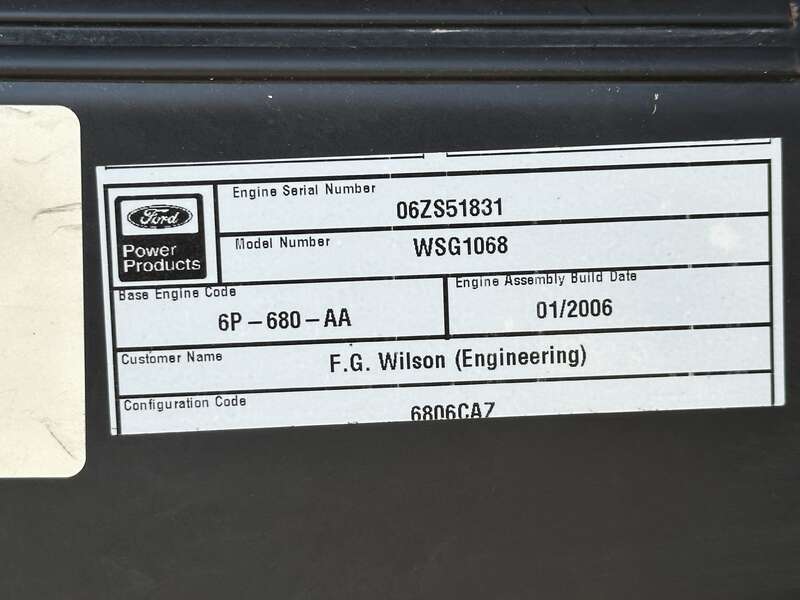 Ford
Power
Products
Engine Serial Number
06ZS51831
Model Number
WSG1068
Base Engine Code
6P-680-AA
Engine Assembly Build Date
01/2006
Customer Name
F.G. Wilson (Engineering)
Configuration Code
6806CA7